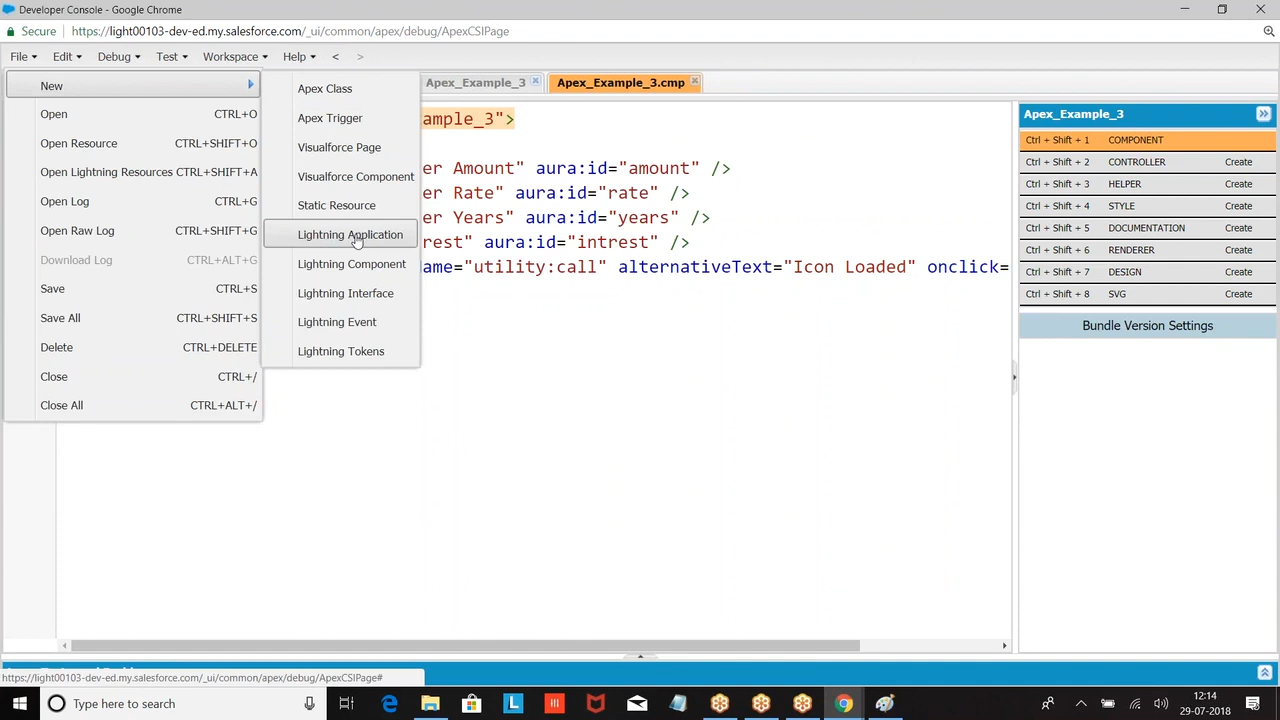 Developer Console - Google Chrome
Secure https://light00103-dev-ed.my.salesforce.com/_ui/common/apex/debug/ApexCSIPage
File Edit Debug Test Workspace Help < >
New
Open CTRL+O
Open Resource CTRL+SHIFT+O
Open Lightning Resources CTRL+SHIFT+A
Open Log CTRL+G
Open Raw Log CTRL+SHIFT+G
Download Log CTRL+ALT+G
Save CTRL+S
Save All CTRL+SHIFT+S
Delete CTRL+DELETE
Close CTRL+/
Close All CTRL+ALT+/
Apex Class
Apex Trigger
Visualforce Page
Visualforce Component
Static Resource
Lightning Application
Lightning Component
Lightning Interface
Lightning Event
Lightning Tokens
Apex_Example_3 Apex_Example_3.cmp
ample_3">
er Amount" aura:id="amount" />
er Rate" aura:id="rate" />
er Years" aura:id="years" />
rest" aura:id="intrest" />
ame="utility:call" alternativeText="Icon Loaded" onclick=
Apex_Example_3
Ctrl + Shift + 1 COMPONENT
Ctrl + Shift + 2 CONTROLLER Create
Ctrl + Shift + 3 HELPER Create
Ctrl + Shift + 4 STYLE Create
Ctrl + Shift + 5 DOCUMENTATION Create
Ctrl + Shift + 6 RENDERER Create
Ctrl + Shift + 7 DESIGN Create
Ctrl + Shift + 8 SVG Create
Bundle Version Settings
https://light00103-dev-ed.my.salesforce.com/_ui/common/apex/debug/ApexCSIPage#
Type here to search
12:14
29-07-2018